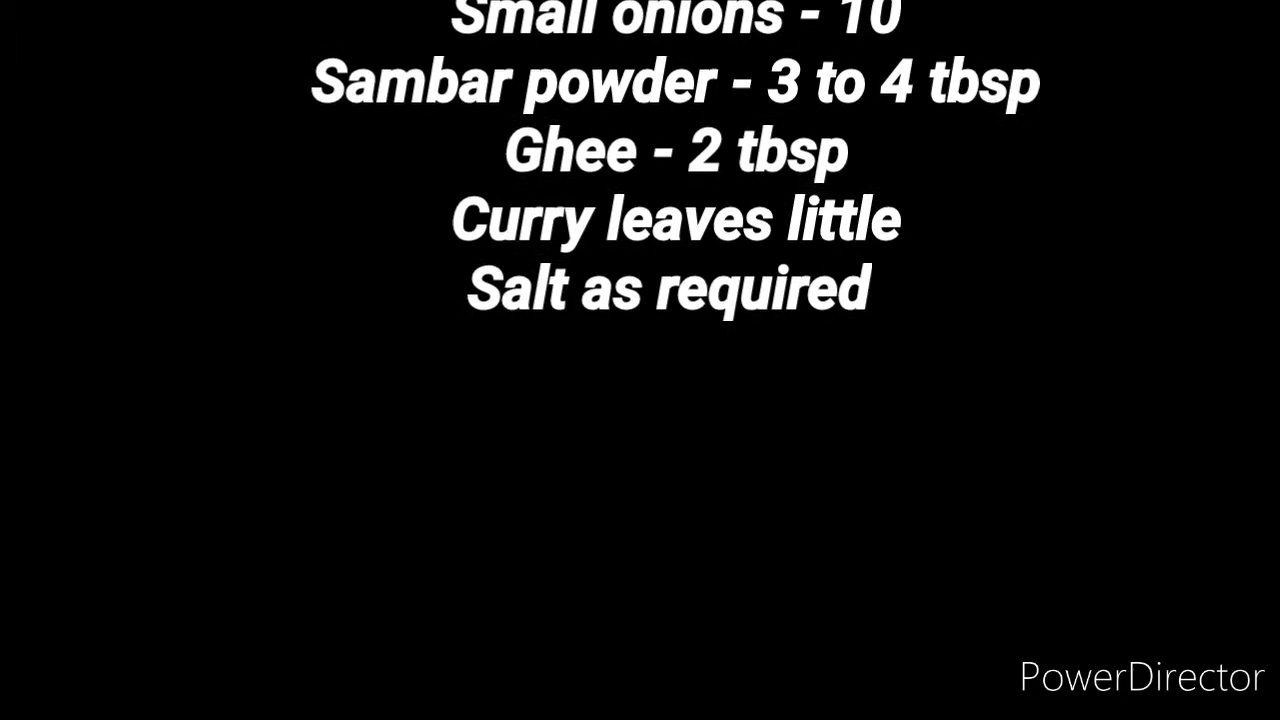 Small onions - 10
Sambar powder - 3 to 4 tbsp
Ghee - 2 tbsp
Curry leaves little
Salt as required
PowerDirector